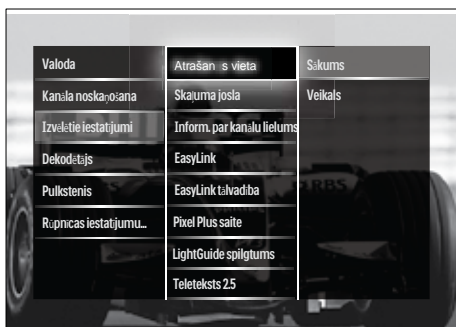 Valoda
Kanāla noskaņošana
Izvēlētie iestatījumi
Dekodētājs
Pulkstenis
Rūpnīcas iestatījumu...
Atrašan s vieta
Skaļuma josla
Inform. par kanālu lielums
EasyLink
EasyLink tālvadība
Pixel Plus saite
LightGuide spilgtums
Teleteksts 2.5
Sākums
Veikals
RBS